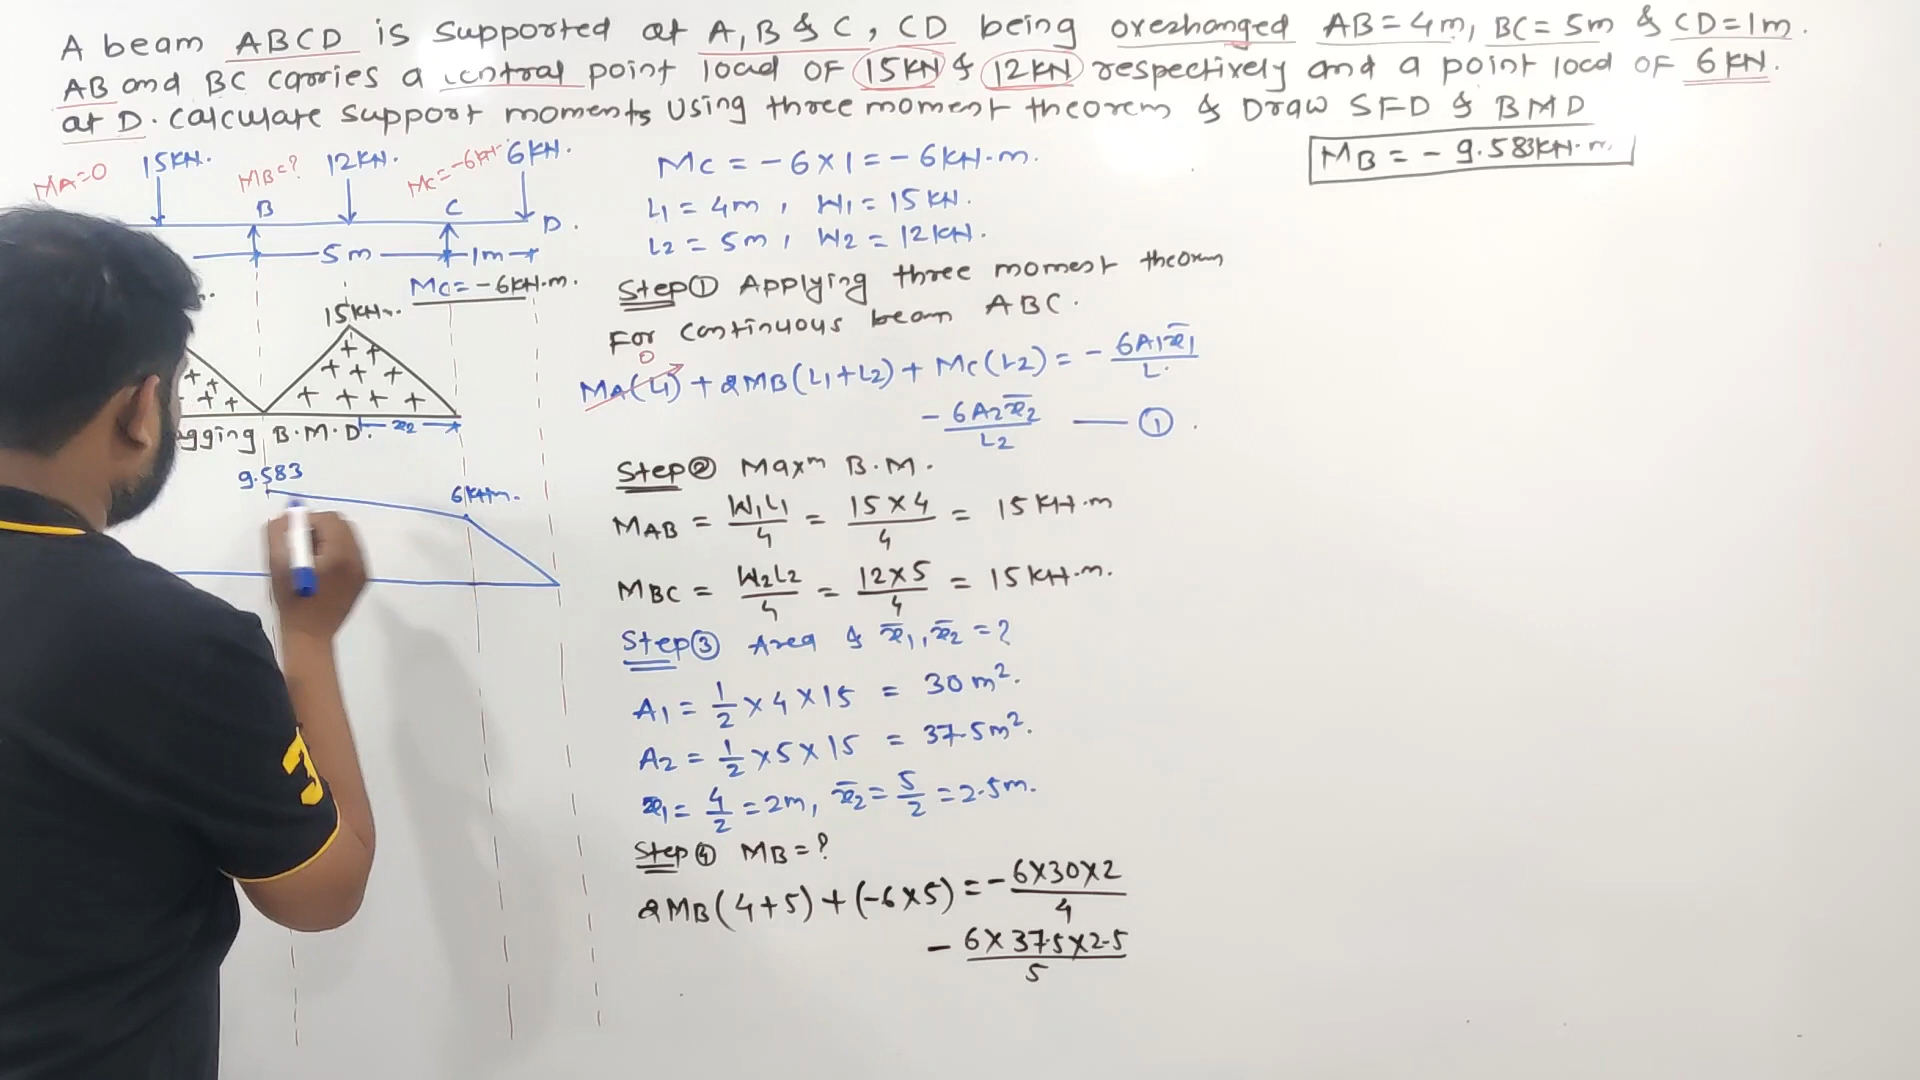 A beam ABCD is supported at A, B & C, CD being overhanged AB = 4m, BC = 5m & CD = 1m.
AB and BC carries a central point load OF 15KN & 12KN respectively and a point load OF 6KN.
at D. Calculate support moments Using three moment theorem & Draw SFD & BMD
MB = - 9.583KN.m
MA=0
15KN.
MB=?
12KN.
MC=-6KN
6KN.
B
C
D.
5m
1m
MC = -6KN.m.
15KN.
x̄2
gging B.M.D.
9.583
6KNm.
MC = -6 × 1 = -6KN.m.
L1 = 4m, W1 = 15KN.
L2 = 5m, W2 = 12KN.
Step① Applying three moment theorem
For continuous beam ABC.
0
MA(L1) + 2MB(L1+L2) + MC(L2) = - 6A1x̄1/L.
- 6A2x̄2/L2 — ①.
Step② Maxm B.M.
MAB = W1L1/4 = 15×4/4 = 15KN.m
MBC = W2L2/4 = 12×5/4 = 15KN.m.
Step③ Area & x̄1, x̄2 = ?
A1 = 1/2 × 4 × 15 = 30m².
A2 = 1/2 × 5 × 15 = 37.5m².
x̄1 = 4/2 = 2m, x̄2 = 5/2 = 2.5m.
Step④ MB = ?
2MB(4+5) + (-6×5) = - 6×30×2/4
- 6×37.5×2.5/5
3